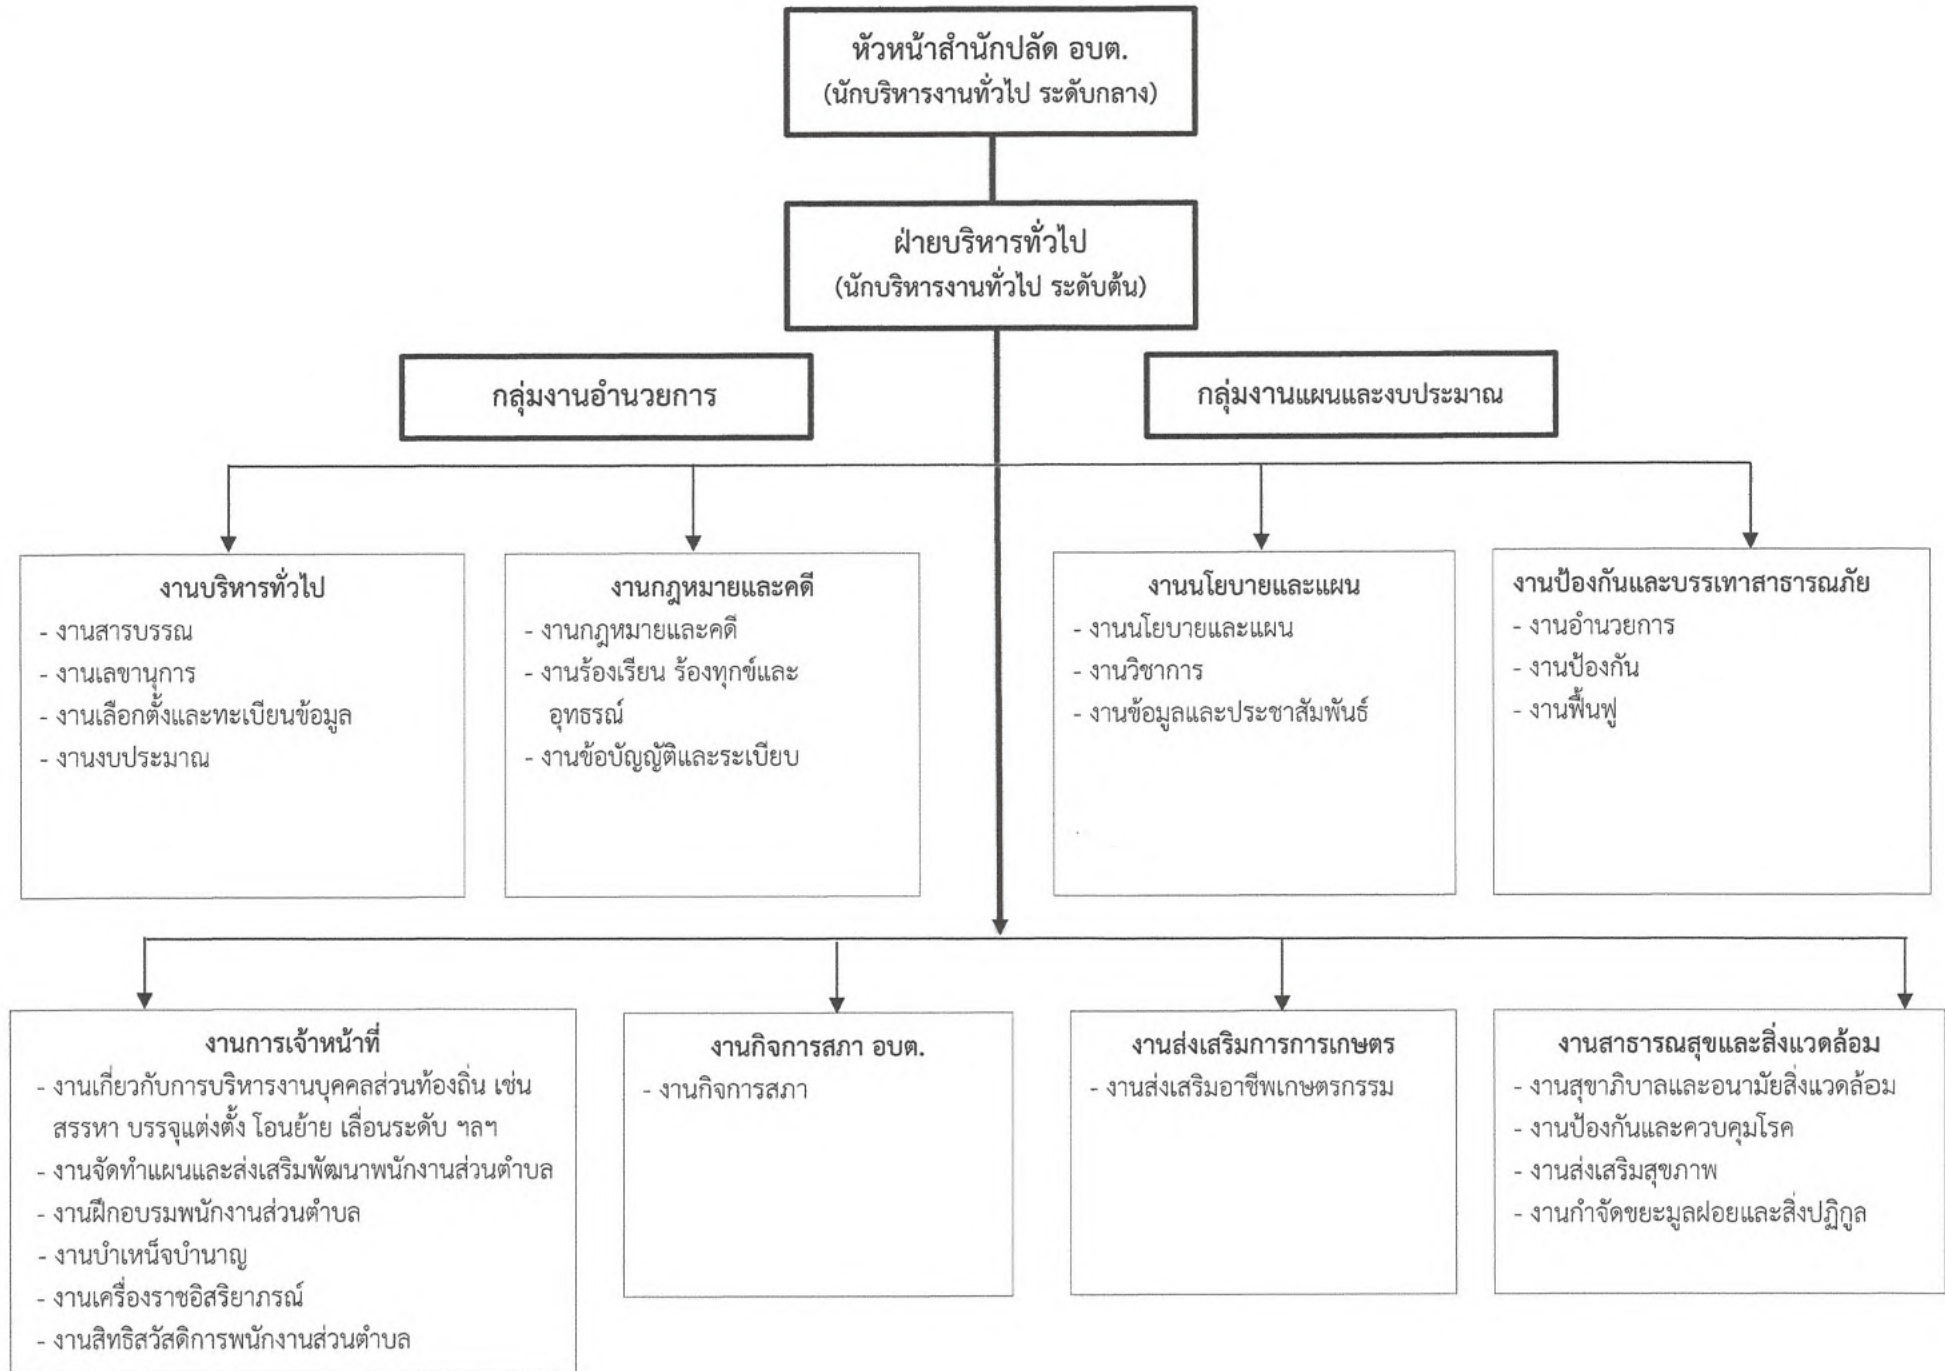 หัวหน้าสำนักปลัด อบต.
(นักบริหารงานทั่วไป ระดับกลาง)
ฝ่ายบริหารทั่วไป
(นักบริหารงานทั่วไป ระดับต้น)
กลุ่มงานอำนวยการ
กลุ่มงานแผนและงบประมาณ
งานบริหารทั่วไป
- งานสารบรรณ
- งานเลขานุการ
- งานเลือกตั้งและทะเบียนข้อมูล
- งานงบประมาณ
งานกฎหมายและคดี
- งานกฎหมายและคดี
- งานร้องเรียน ร้องทุกข์และ
อุทธรณ์
- งานข้อบัญญัติและระเบียบ
งานนโยบายและแผน
- งานนโยบายและแผน
- งานวิชาการ
- งานข้อมูลและประชาสัมพันธ์
งานป้องกันและบรรเทาสาธารณภัย
- งานอำนวยการ
- งานป้องกัน
- งานฟื้นฟู
งานการเจ้าหน้าที่
- งานเกี่ยวกับการบริหารงานบุคคลส่วนท้องถิ่น เช่น
สรรหา บรรจุแต่งตั้ง โอนย้าย เลื่อนระดับ ฯลฯ
- งานจัดทำแผนและส่งเสริมพัฒนาพนักงานส่วนตำบล
- งานฝึกอบรมพนักงานส่วนตำบล
- งานบำเหน็จบำนาญ
- งานเครื่องราชอิสริยาภรณ์
- งานสิทธิสวัสดิการพนักงานส่วนตำบล
งานกิจการสภา อบต.
- งานกิจการสภา
งานส่งเสริมการการเกษตร
- งานส่งเสริมอาชีพเกษตรกรรม
งานสาธารณสุขและสิ่งแวดล้อม
- งานสุขาภิบาลและอนามัยสิ่งแวดล้อม
- งานป้องกันและควบคุมโรค
- งานส่งเสริมสุขภาพ
- งานกำจัดขยะมูลฝอยและสิ่งปฏิกูล